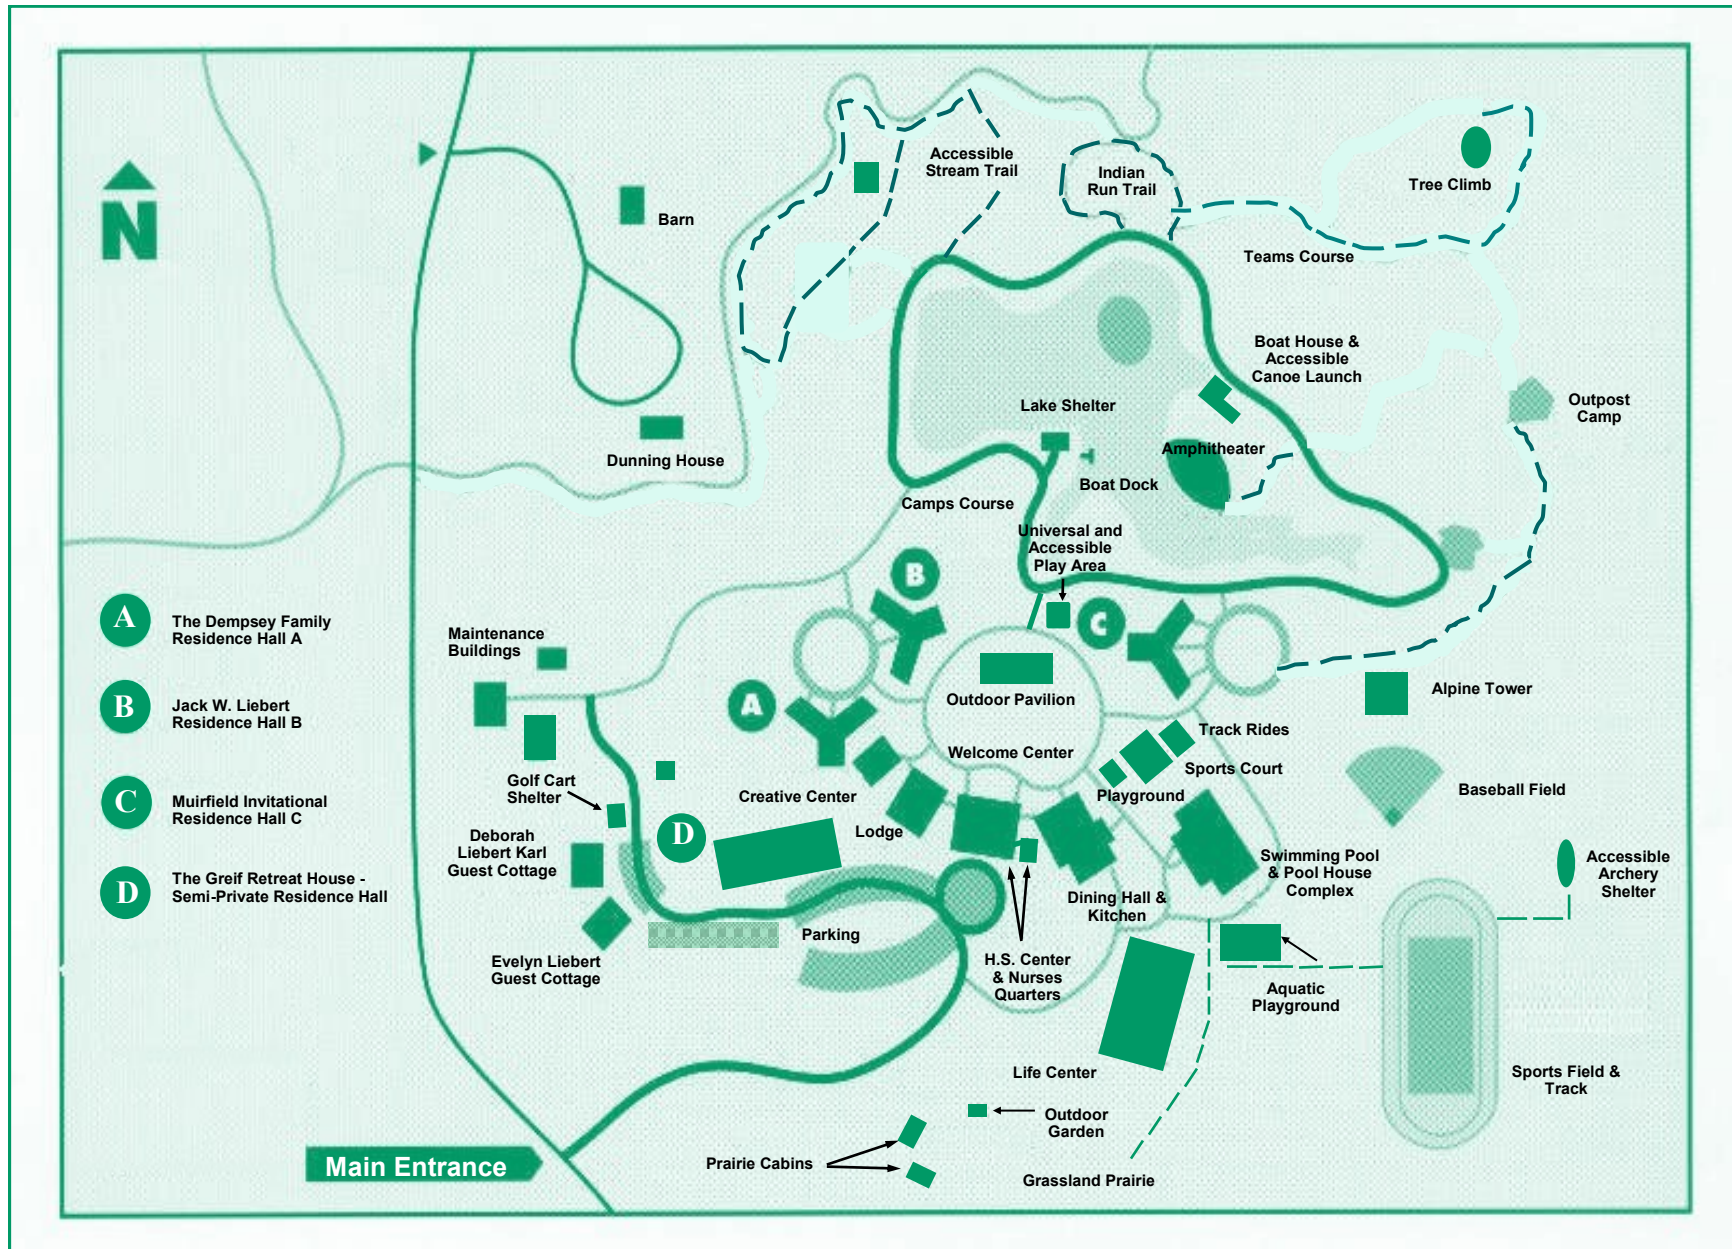 N
Barn
Accessible
Stream Trail
Indian
Run Trail
Tree Climb
Teams Course
Boat House &
Accessible
Canoe Launch
Outpost
Camp
Lake Shelter
Amphitheater
Boat Dock
Dunning House
Camps Course
Universal and
Accessible
Play Area
B
C
A
A
The Dempsey Family
Residence Hall A
B
Jack W. Liebert
Residence Hall B
C
Muirfield Invitational
Residence Hall C
D
The Greif Retreat House -
Semi-Private Residence Hall
Maintenance
Buildings
Outdoor Pavilion
Alpine Tower
Welcome Center
Track Rides
Sports Court
Playground
Baseball Field
Golf Cart
Shelter
Creative Center
Lodge
D
Deborah
Liebert Karl
Guest Cottage
Swimming Pool
& Pool House
Complex
Accessible
Archery
Shelter
Dining Hall &
Kitchen
Parking
Evelyn Liebert
Guest Cottage
H.S. Center
& Nurses
Quarters
Aquatic
Playground
Life Center
Sports Field &
Track
Outdoor
Garden
Prairie Cabins
Grassland Prairie
Main Entrance